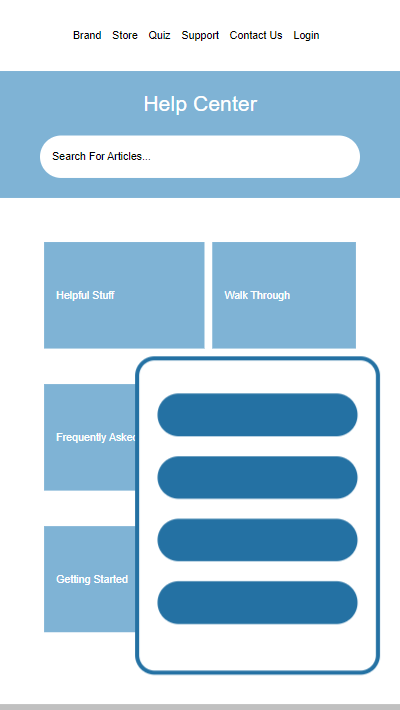 Brand Store Quiz Support Contact Us Login
Help Center
Search For Articles...
Helpful Stuff Walk Through
Frequently Asked
Getting Started